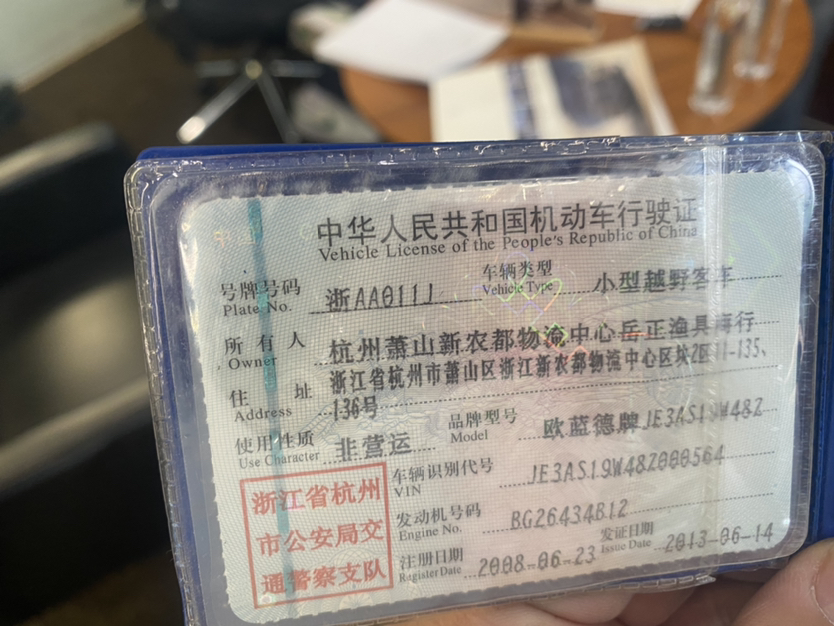 中华人民共和国机动车行驶证
Vehicle License of the People's Republic of China
号牌号码 浙AA0111 车辆类型 小型越野客车
Plate No. Vehicle Type
所有人 杭州萧山新农都物流中心岳正渔具商行
Owner
住址 浙江省杭州市萧山区浙江新农都物流中心区块2区11-135、
Address 136号
使用性质 非营运 品牌型号 欧蓝德牌JE3AS19W48Z
Use Character Model
浙江省杭州
市公安局交
通警察支队
车辆识别代号 JE3AS19W48Z000564
VIN
发动机号码 BG26.434B12
Engine No.
注册日期 2008-06-23 发证日期 2013-06-14
Register Date Issue Date